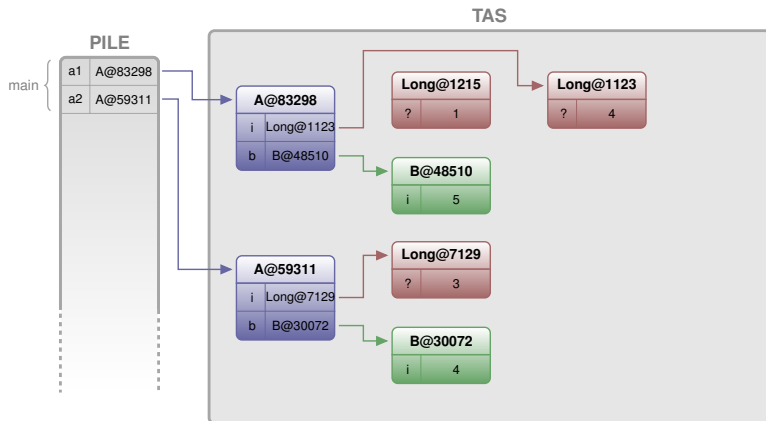 TAS
PILE
main
a1 A@83298
a2 A@59311
A@83298
i Long@1123
b B@48510
Long@1215
? 1
Long@1123
? 4
B@48510
i 5
A@59311
i Long@7129
b B@30072
Long@7129
? 3
B@30072
i 4